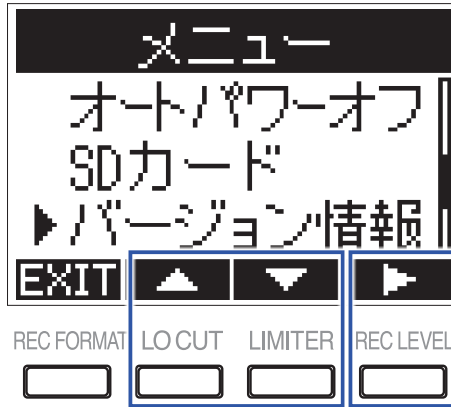 メニュー
オートパワーオフ
SDカード
▶バージョン情報
EXIT ▲ ▼ ▶
REC FORMAT LO CUT LIMITER REC LEVEL